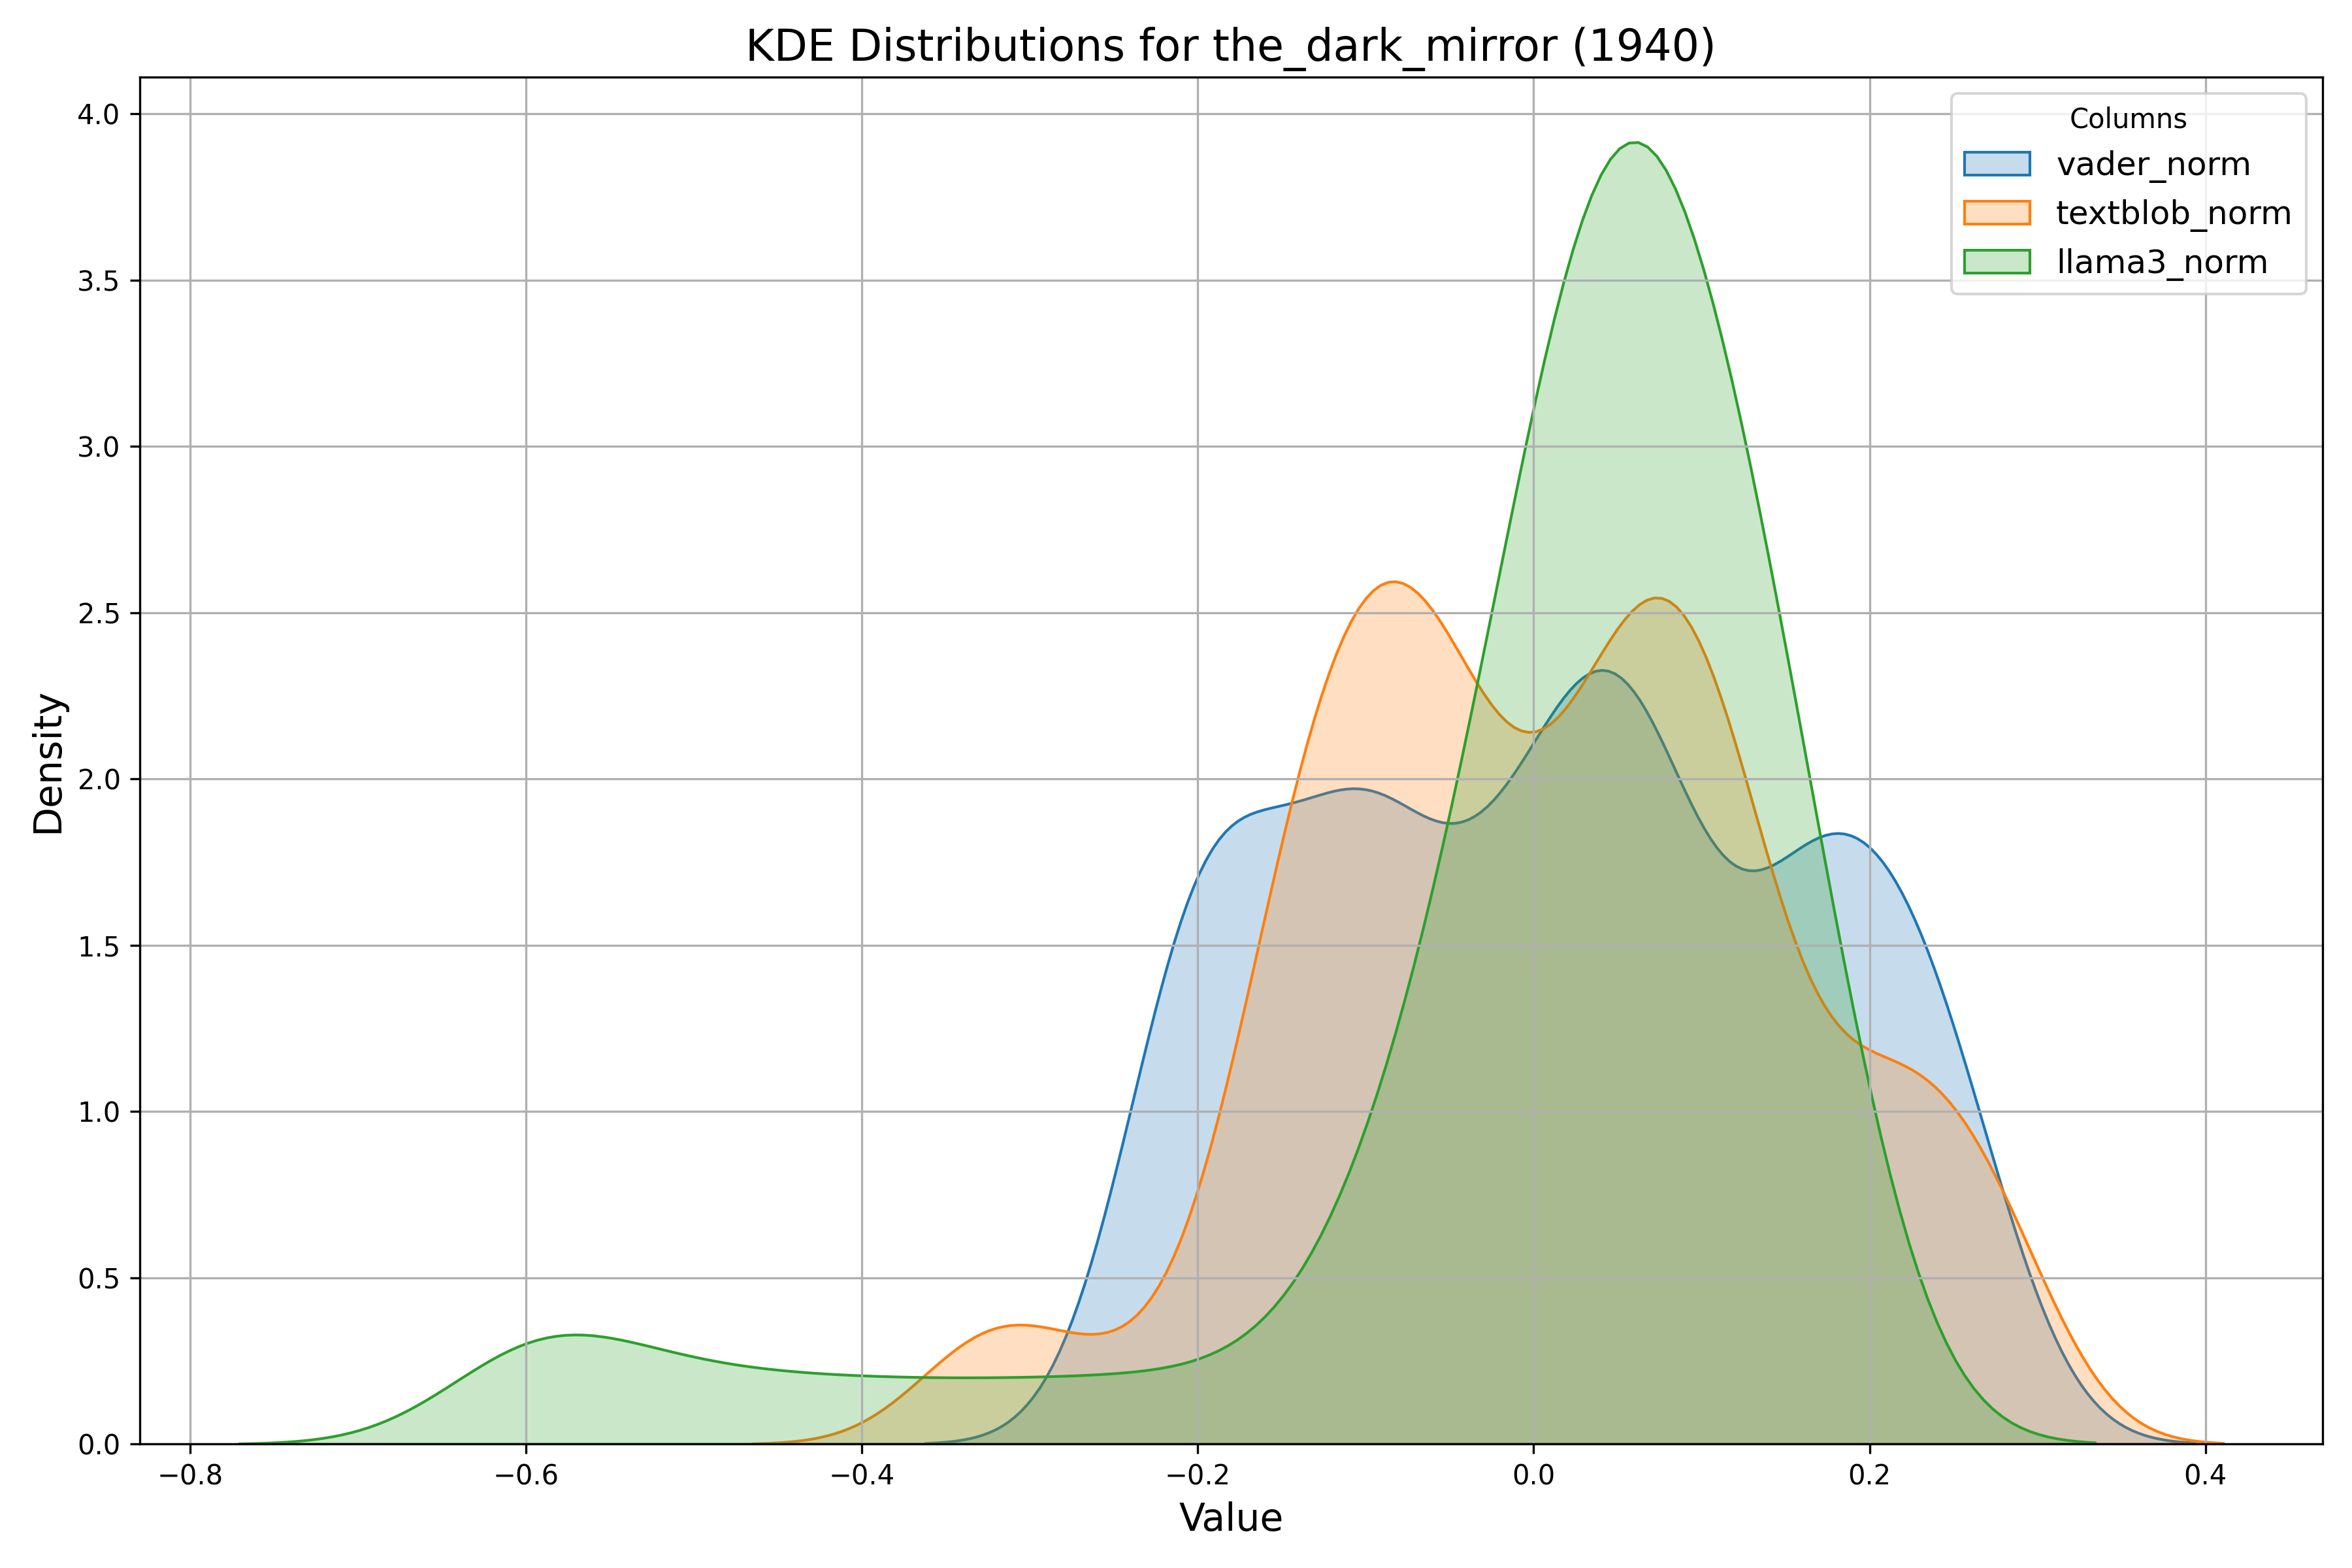 KDE Distributions for the_dark_mirror (1940)
Columns
vader_norm
textblob_norm
llama3_norm
Density
4.0
3.5
3.0
2.5
2.0
1.5
1.0
0.5
0.0
−0.8 −0.6 −0.4 −0.2 0.0 0.2 0.4
Value